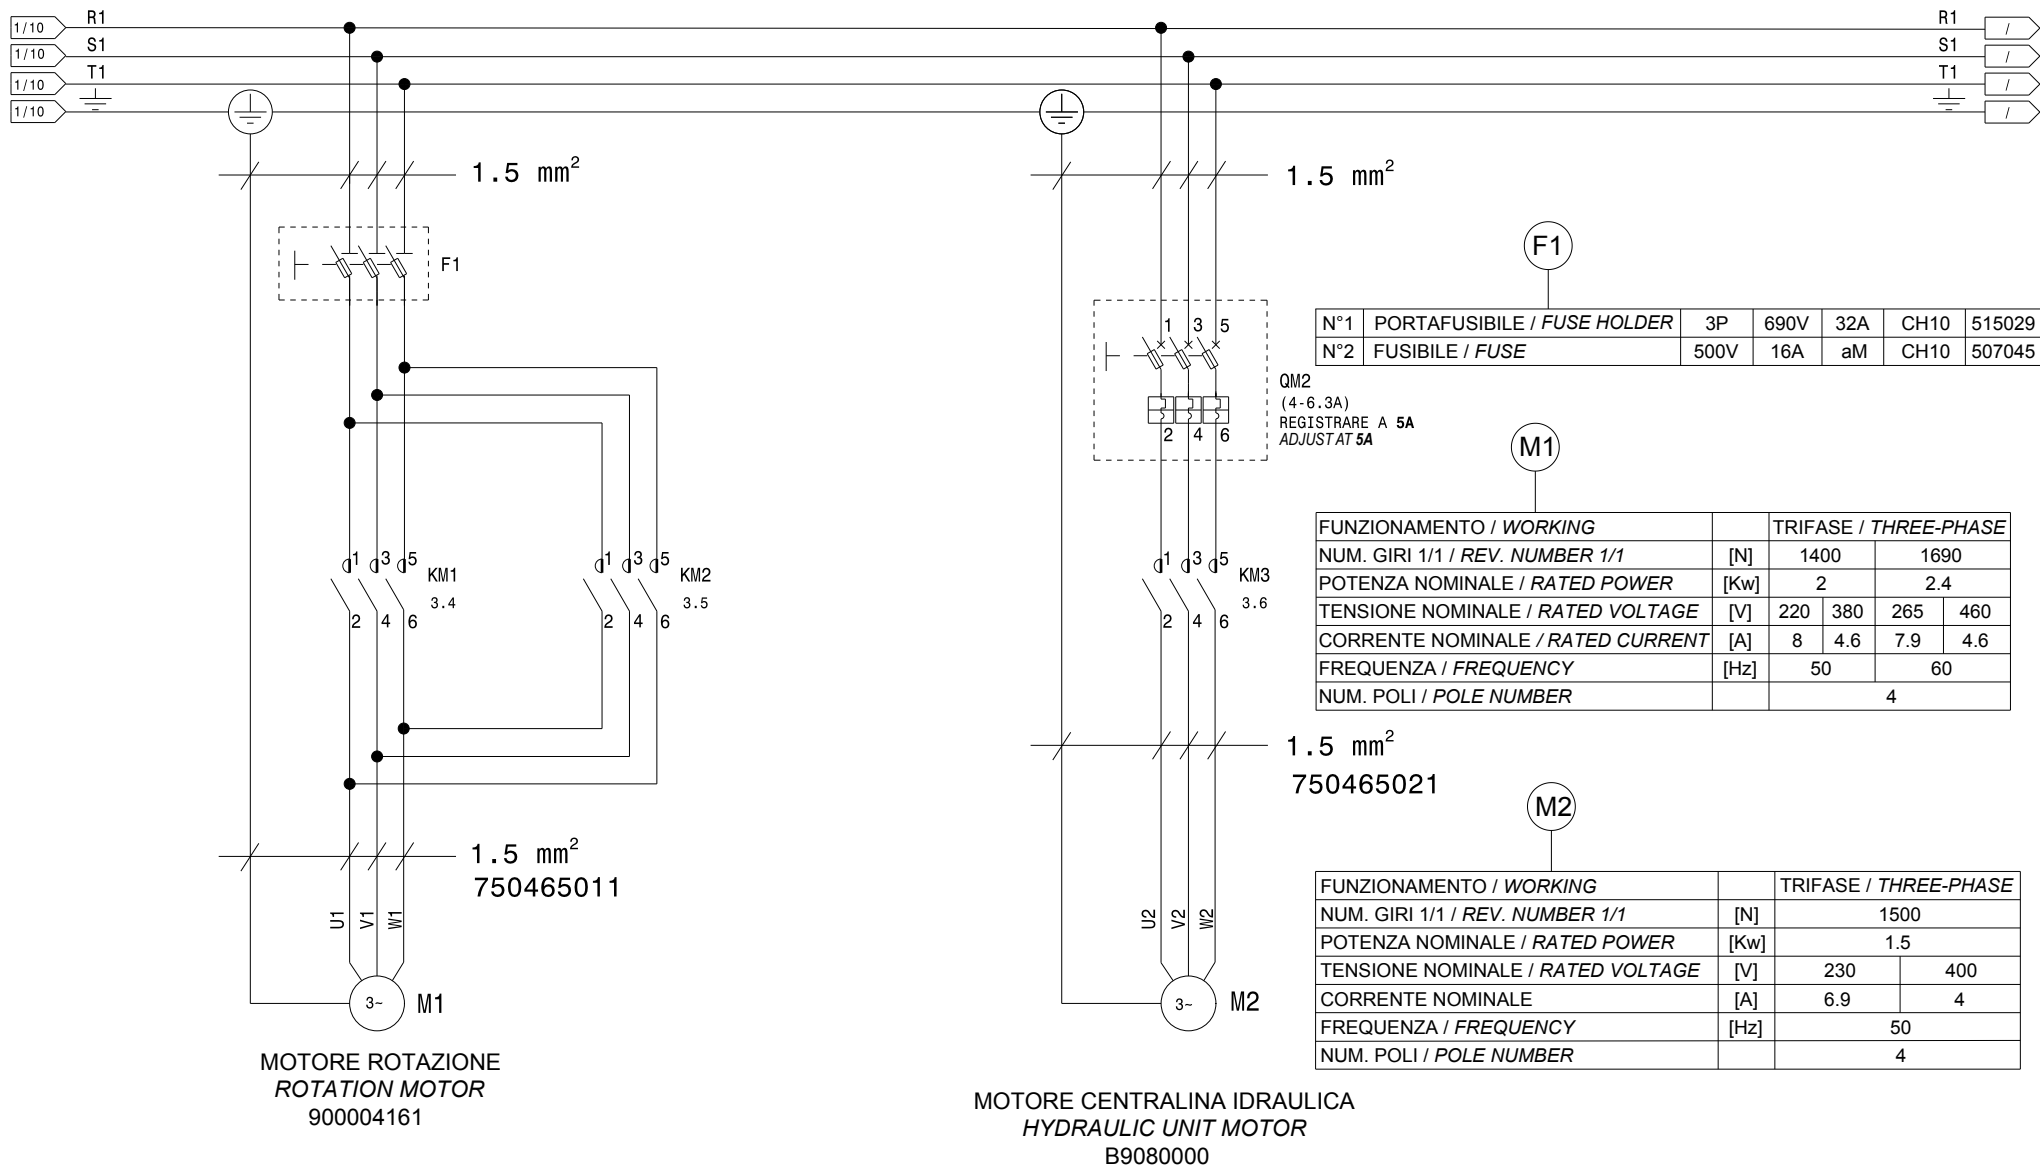 1/10 R1 R1 /
1/10 S1 S1 /
1/10 T1 T1 /
1/10 /
1.5 mm²
1.5 mm²
F1
F1
N°1 PORTAFUSIBILE / FUSE HOLDER 3P 690V 32A CH10 515029
N°2 FUSIBILE / FUSE 500V 16A aM CH10 507045
1 3 5
QM2
(4-6.3A)
REGISTRARE A 5A
ADJUST AT 5A
2 4 6
M1
FUNZIONAMENTO / WORKING TRIFASE / THREE-PHASE
NUM. GIRI 1/1 / REV. NUMBER 1/1 [N] 1400 1690
POTENZA NOMINALE / RATED POWER [Kw] 2 2.4
TENSIONE NOMINALE / RATED VOLTAGE [V] 220 380 265 460
CORRENTE NOMINALE / RATED CURRENT [A] 8 4.6 7.9 4.6
FREQUENZA / FREQUENCY [Hz] 50 60
NUM. POLI / POLE NUMBER 4
1 3 5 KM1
3.4
2 4 6
1 3 5 KM2
3.5
2 4 6
1 3 5 KM3
3.6
2 4 6
1.5 mm²
750465021
1.5 mm²
750465011
M2
FUNZIONAMENTO / WORKING TRIFASE / THREE-PHASE
NUM. GIRI 1/1 / REV. NUMBER 1/1 [N] 1500
POTENZA NOMINALE / RATED POWER [Kw] 1.5
TENSIONE NOMINALE / RATED VOLTAGE [V] 230 400
CORRENTE NOMINALE [A] 6.9 4
FREQUENZA / FREQUENCY [Hz] 50
NUM. POLI / POLE NUMBER 4
U1 V1 W1
U2 V2 W2
3~ M1
3~ M2
MOTORE ROTAZIONE
ROTATION MOTOR
900004161
MOTORE CENTRALINA IDRAULICA
HYDRAULIC UNIT MOTOR
B9080000